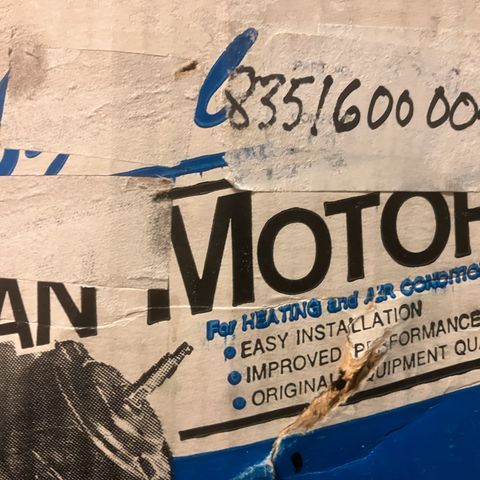 835160000
AN MOTOR
For HEATING and AIR CONDITIO
• EASY INSTALLATION
• IMPROVED PERFORMANCE
• ORIGINAL EQUIPMENT QUA